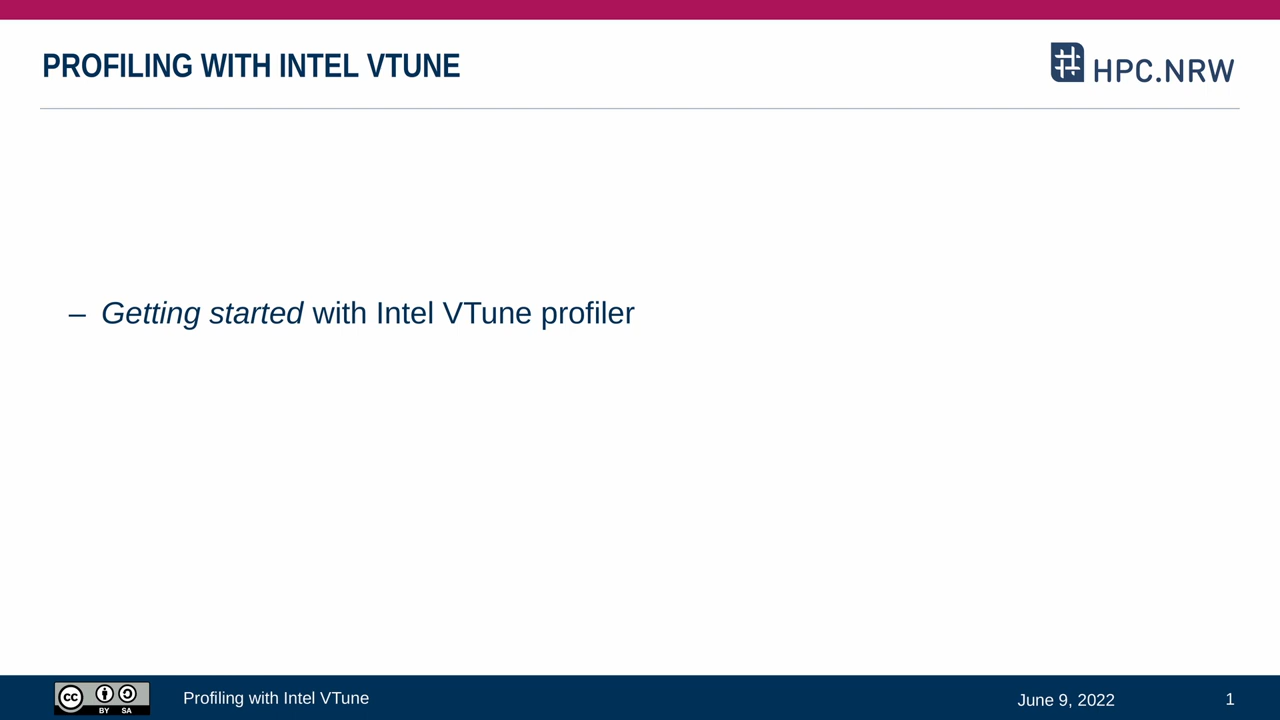 PROFILING WITH INTEL VTUNE
HPC.NRW
– Getting started with Intel VTune profiler
cc
BY SA
Profiling with Intel VTune
June 9, 2022
1